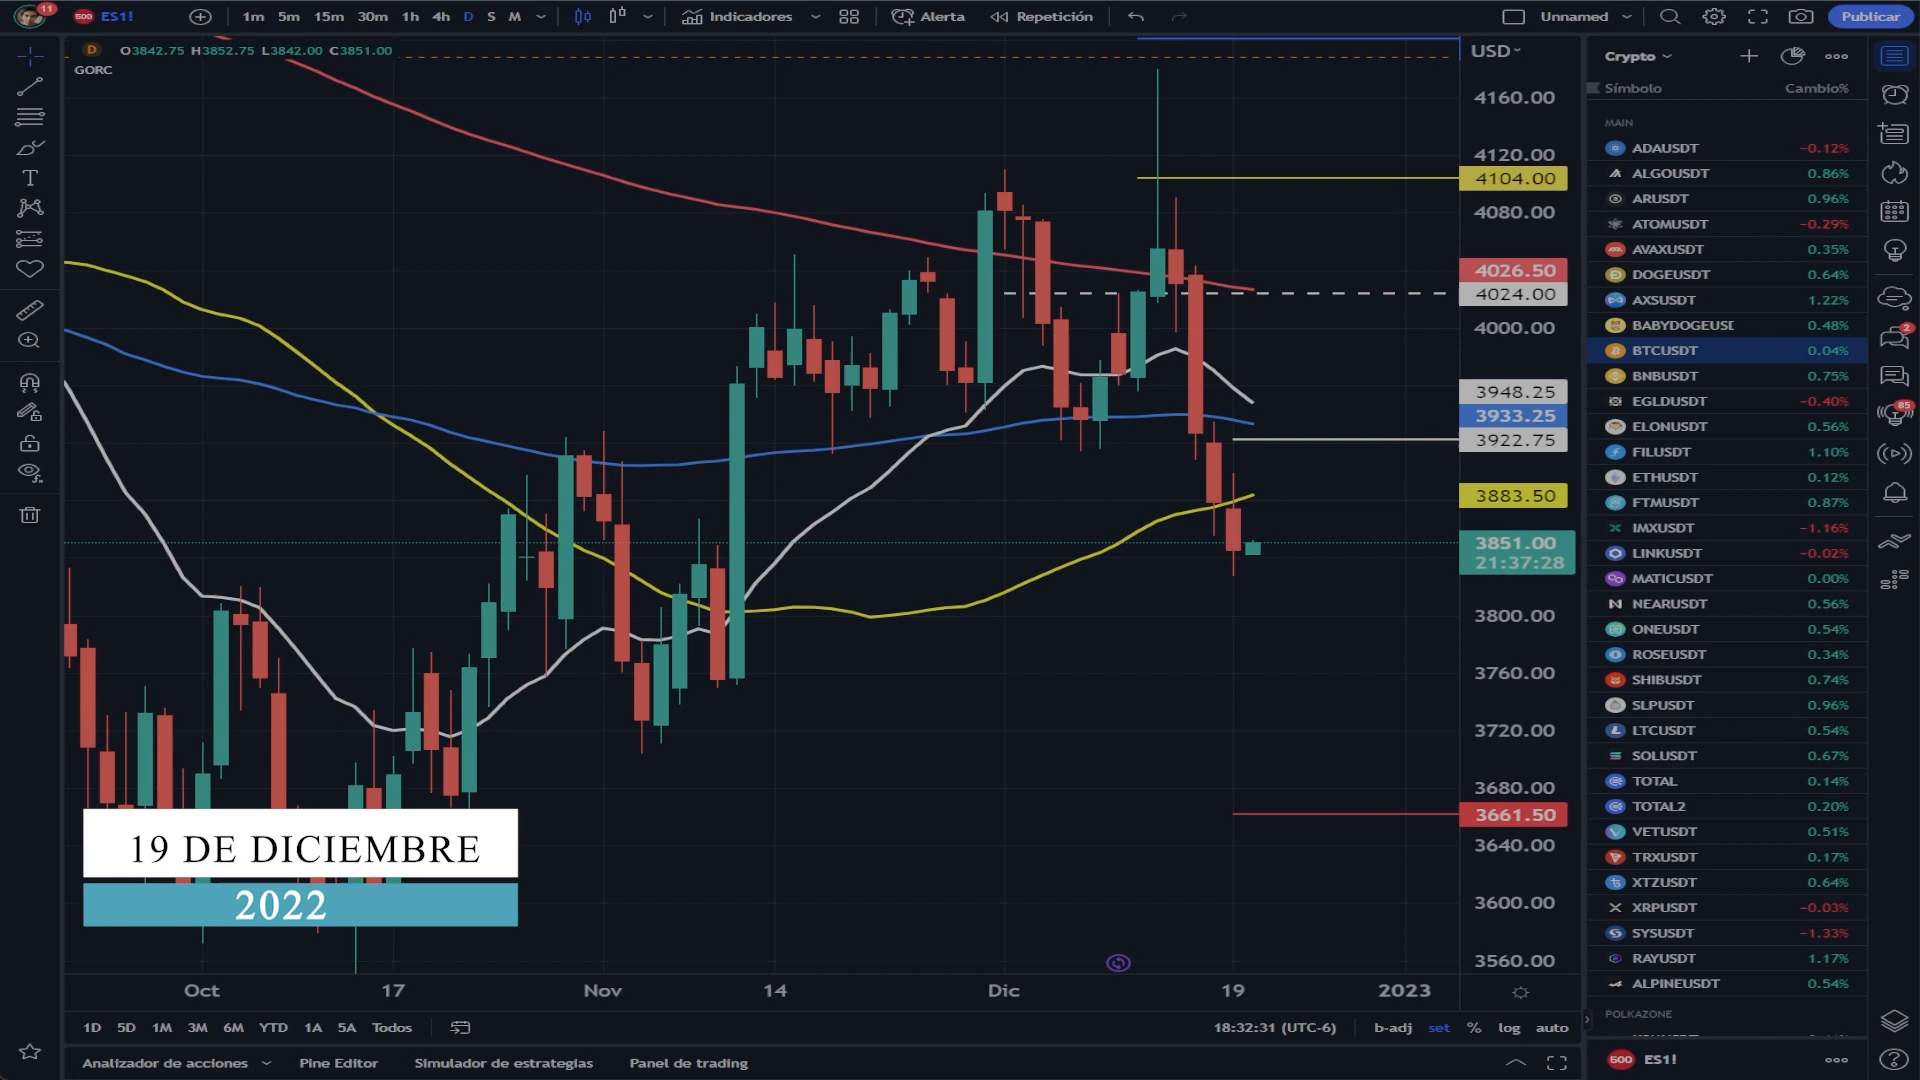 11
500 ES1!
1m 5m 15m 30m 1h 4h D S M
Indicadores
Alerta
Repetición
Unnamed
Publicar
D O3842.75 H3852.75 L3842.00 C3851.00
GORC
USD
4160.00
4120.00
4104.00
4080.00
4026.50
4024.00
4000.00
3948.25
3933.25
3922.75
3883.50
3851.00
21:37:28
3800.00
3760.00
3720.00
3680.00
3661.50
3640.00
3600.00
3560.00
19 DE DICIEMBRE
2022
Oct 17 Nov 14 Dic 19 2023
1D 5D 1M 3M 6M YTD 1A 5A Todos
18:32:31 (UTC-6) b-adj set % log auto
Analizador de acciones Pine Editor Simulador de estrategias Panel de trading
Crypto
Símbolo Cambio%
MAIN
ADAUSDT −0.12%
ALGOUSDT 0.86%
ARUSDT 0.96%
ATOMUSDT −0.29%
AVAXUSDT 0.35%
DOGEUSDT 0.64%
AXSUSDT 1.22%
BABYDOGEUSD 0.48%
BTCUSDT 0.04%
BNBUSDT 0.75%
EGLDUSDT −0.40%
ELONUSDT 0.56%
FILUSDT 1.10%
ETHUSDT 0.12%
FTMUSDT 0.87%
IMXUSDT −1.16%
LINKUSDT −0.02%
MATICUSDT 0.00%
NEARUSDT 0.56%
ONEUSDT 0.54%
ROSEUSDT 0.34%
SHIBUSDT 0.74%
SLPUSDT 0.96%
LTCUSDT 0.54%
SOLUSDT 0.67%
TOTAL 0.14%
TOTAL2 0.20%
VETUSDT 0.51%
TRXUSDT 0.17%
XTZUSDT 0.64%
XRPUSDT −0.03%
SYSUSDT −1.33%
RAYUSDT 1.17%
ALPINEUSDT 0.54%
POLKAZONE
500 ES1!
2
85